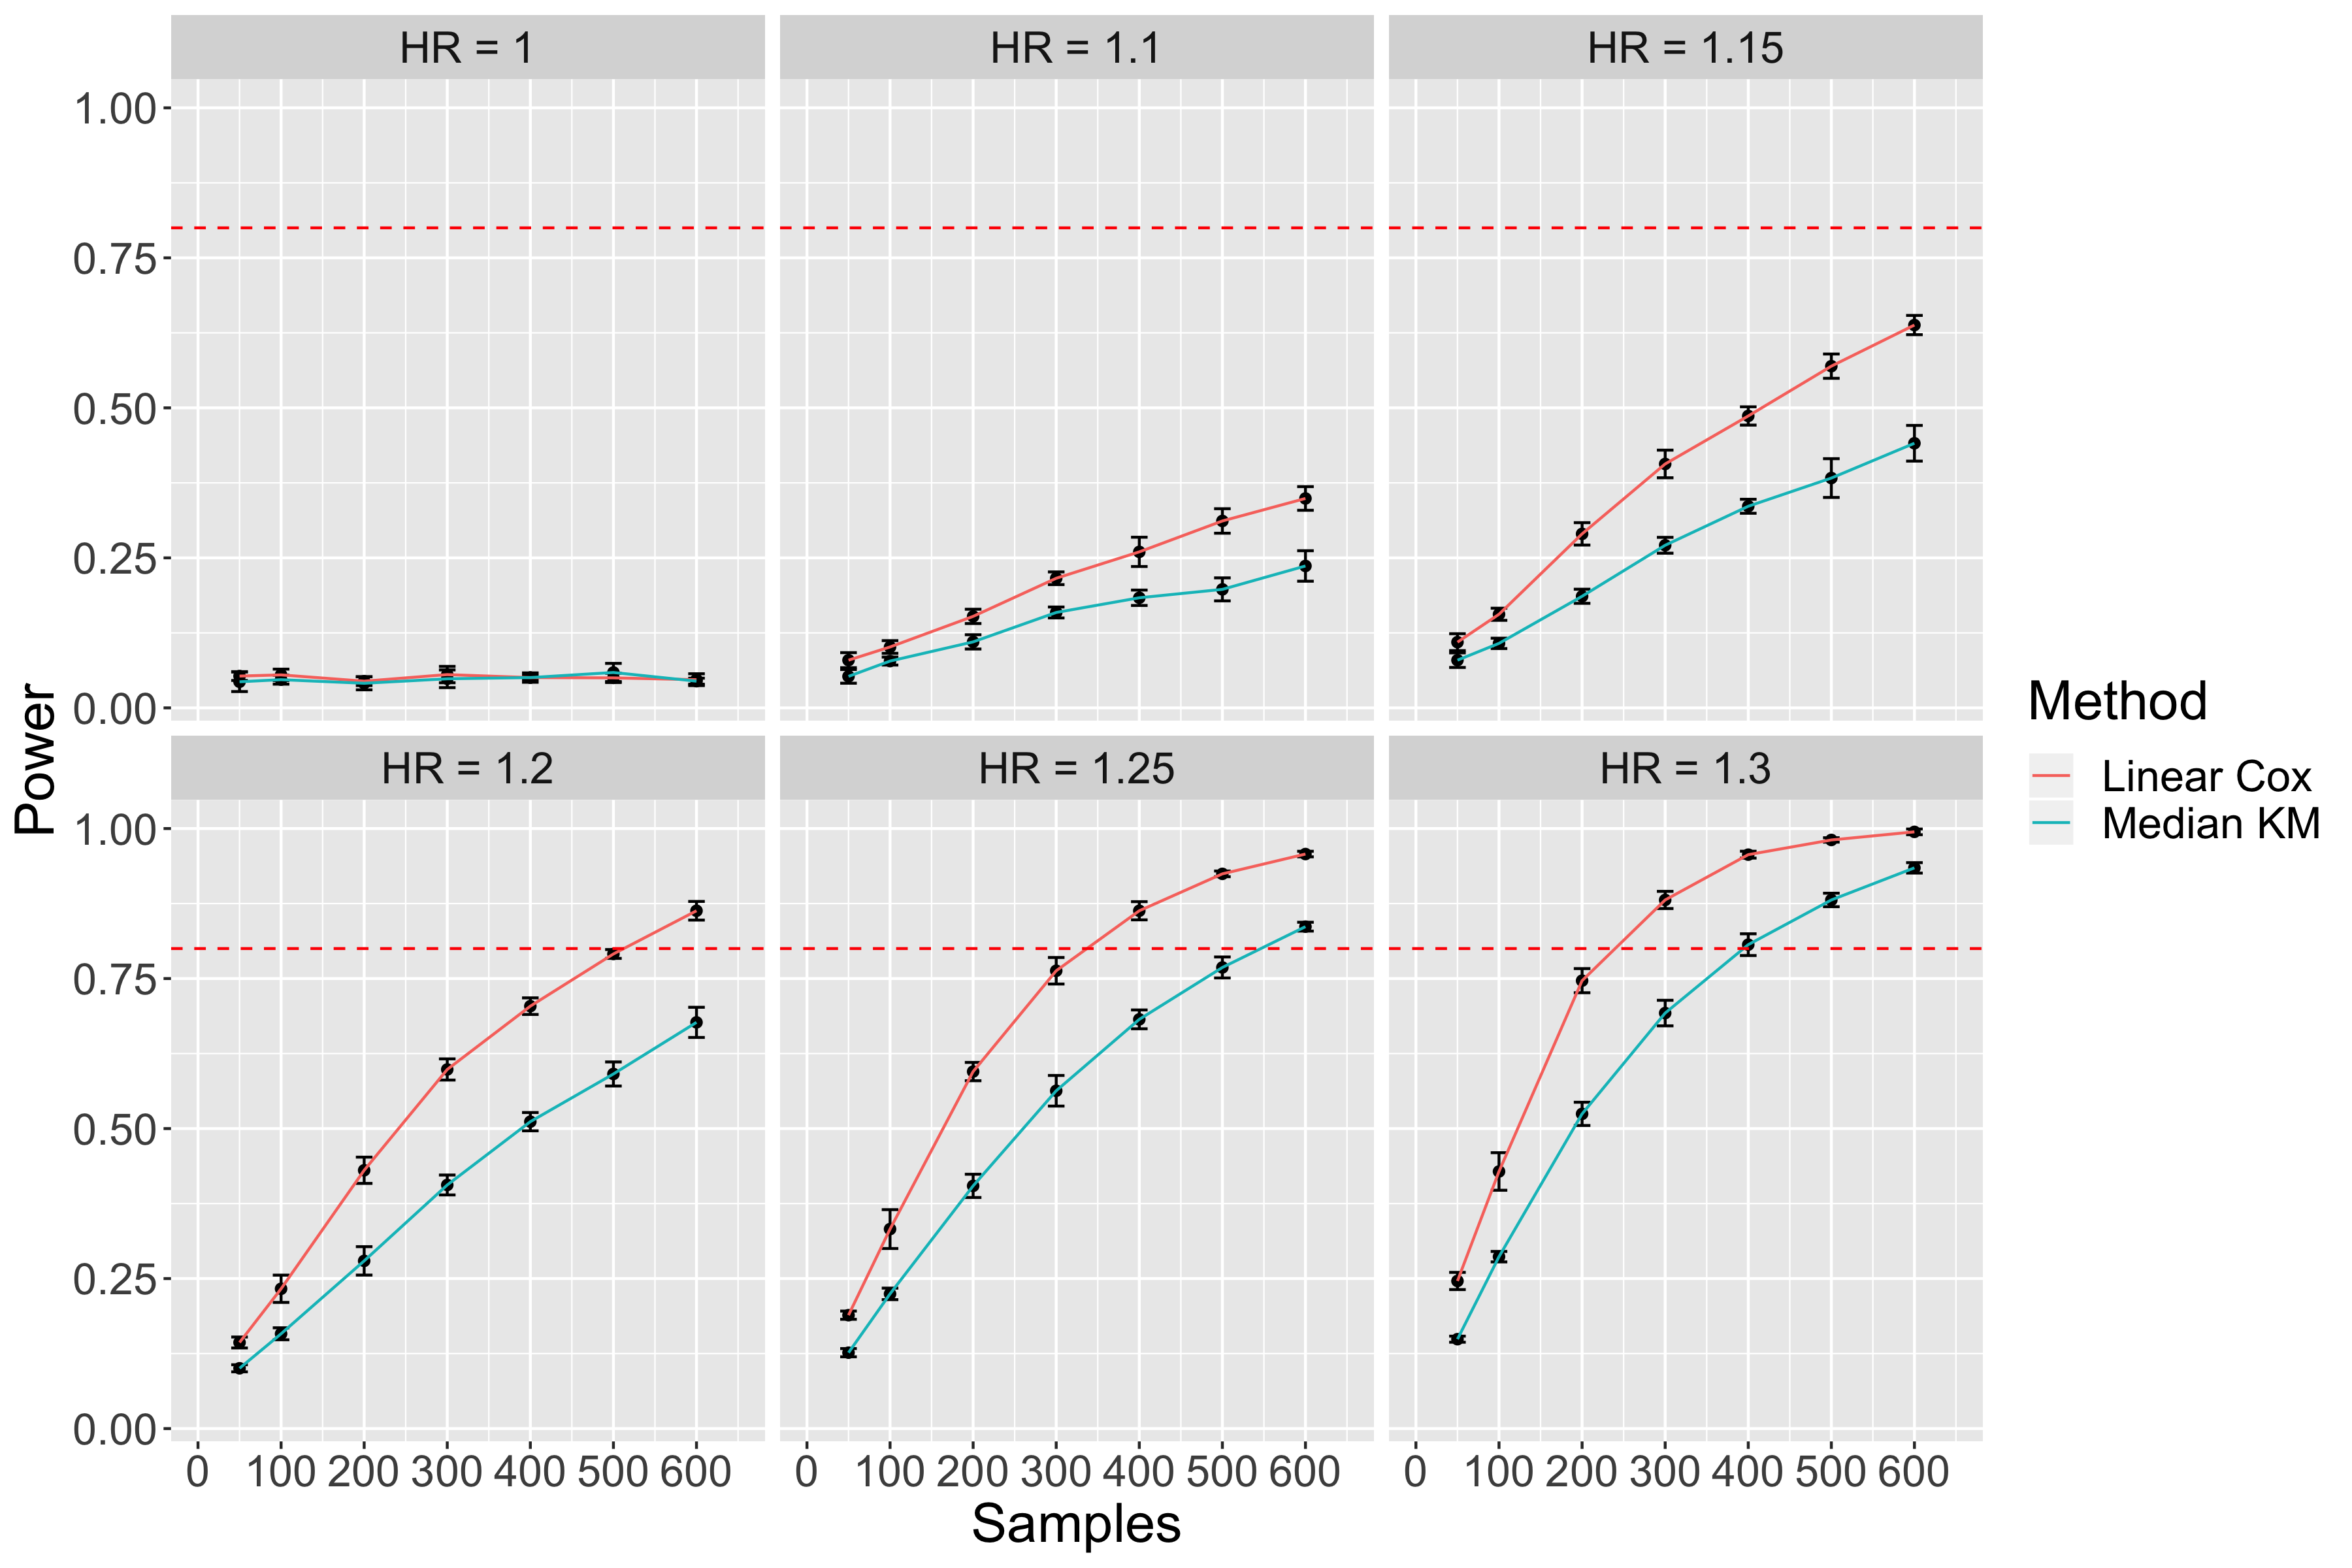 HR = 1
HR = 1.1
HR = 1.15
1.00
0.75
0.50
0.25
0.00
HR = 1.2
HR = 1.25
HR = 1.3
1.00
0.75
0.50
0.25
0.00
0 100 200 300 400 500 600
0 100 200 300 400 500 600
0 100 200 300 400 500 600
Samples
Power
Method
Linear Cox
Median KM